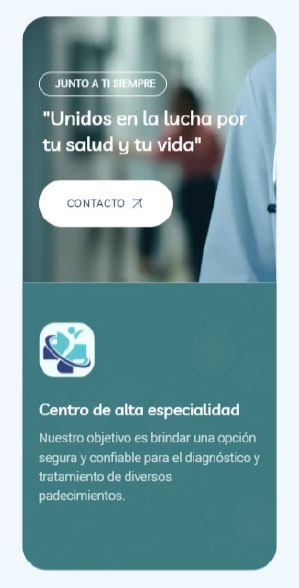 JUNTO A TI SIEMPRE
"Unidos en la lucha por
tu salud y tu vida"
CONTACTO
Centro de alta especialidad
Nuestro objetivo es brindar una opción
segura y confiable para el diagnóstico y
tratamiento de diversos
padecimientos.